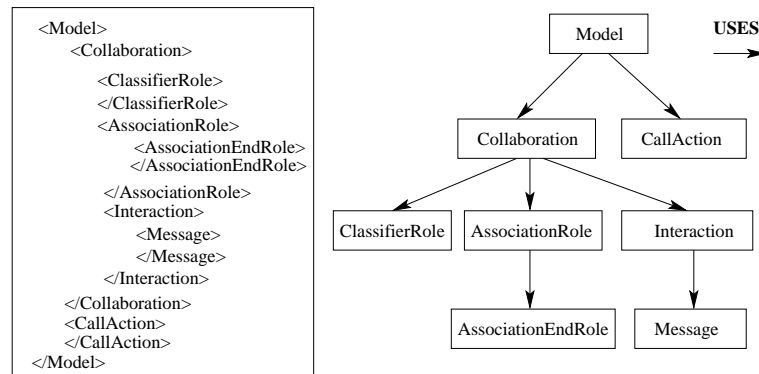 <Model>
<Collaboration>
<ClassifierRole>
</ClassifierRole>
<AssociationRole>
<AssociationEndRole>
</AssociationEndRole>
</AssociationRole>
<Interaction>
<Message>
</Message>
</Interaction>
</Collaboration>
<CallAction>
</CallAction>
</Model>
Model
USES
Collaboration
CallAction
ClassifierRole
AssociationRole
Interaction
AssociationEndRole
Message